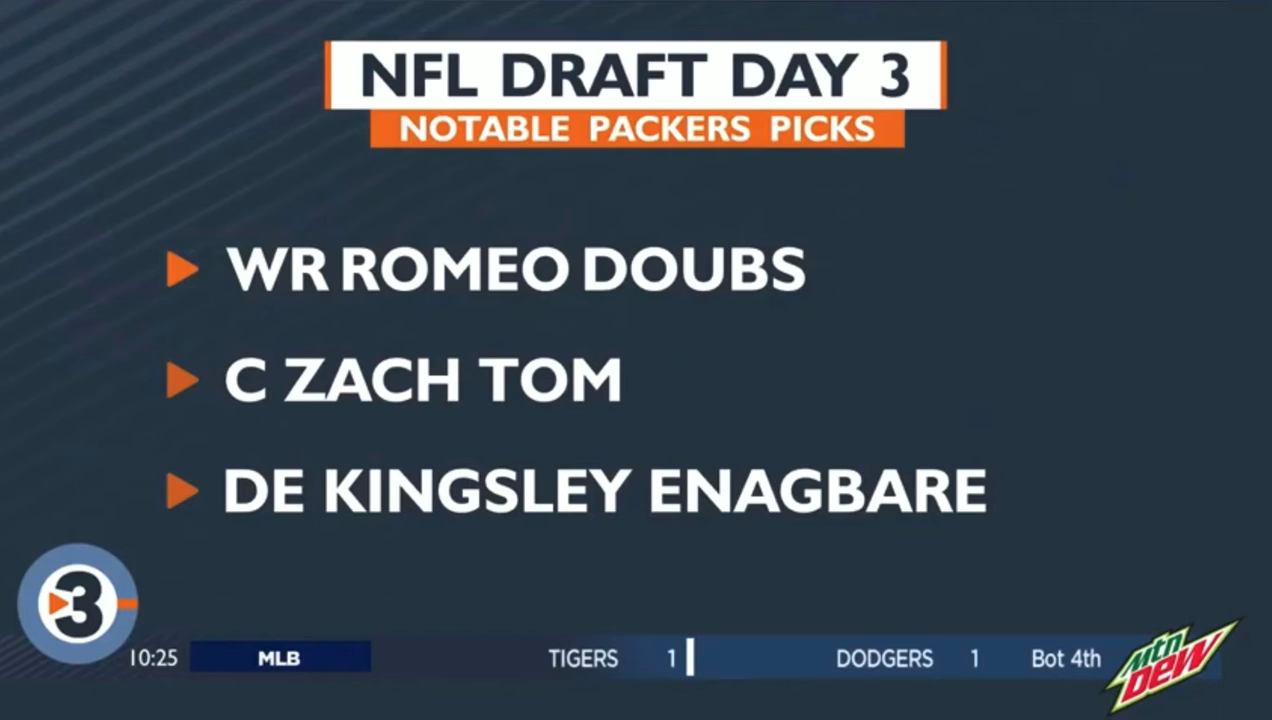 NFL DRAFT DAY 3
NOTABLE PACKERS PICKS
WR ROMEO DOUBS
C ZACH TOM
DE KINGSLEY ENAGBARE
3
10:25 MLB TIGERS 1 DODGERS 1 Bot 4th
mtn DEW